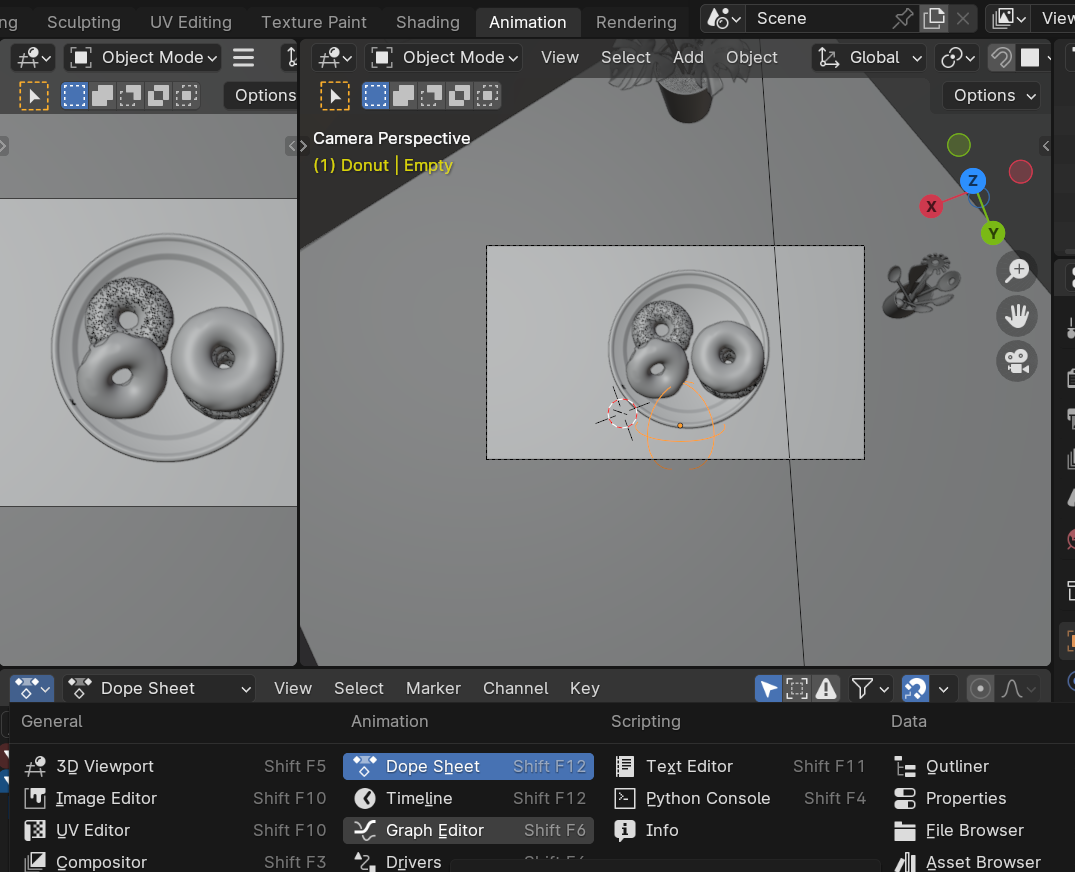 ng Sculpting UV Editing Texture Paint Shading Animation Rendering Scene View
Object Mode Object Mode View Select Add Object Global
Options Options
Camera Perspective
(1) Donut | Empty
Z
X
Y
Dope Sheet View Select Marker Channel Key
General Animation Scripting Data
3D Viewport Shift F5 Dope Sheet Shift F12 Text Editor Shift F11 Outliner
Image Editor Shift F10 Timeline Shift F12 Python Console Shift F4 Properties
UV Editor Shift F10 Graph Editor Shift F6 Info File Browser
Compositor Shift F3 Drivers Shift F6 Asset Browser